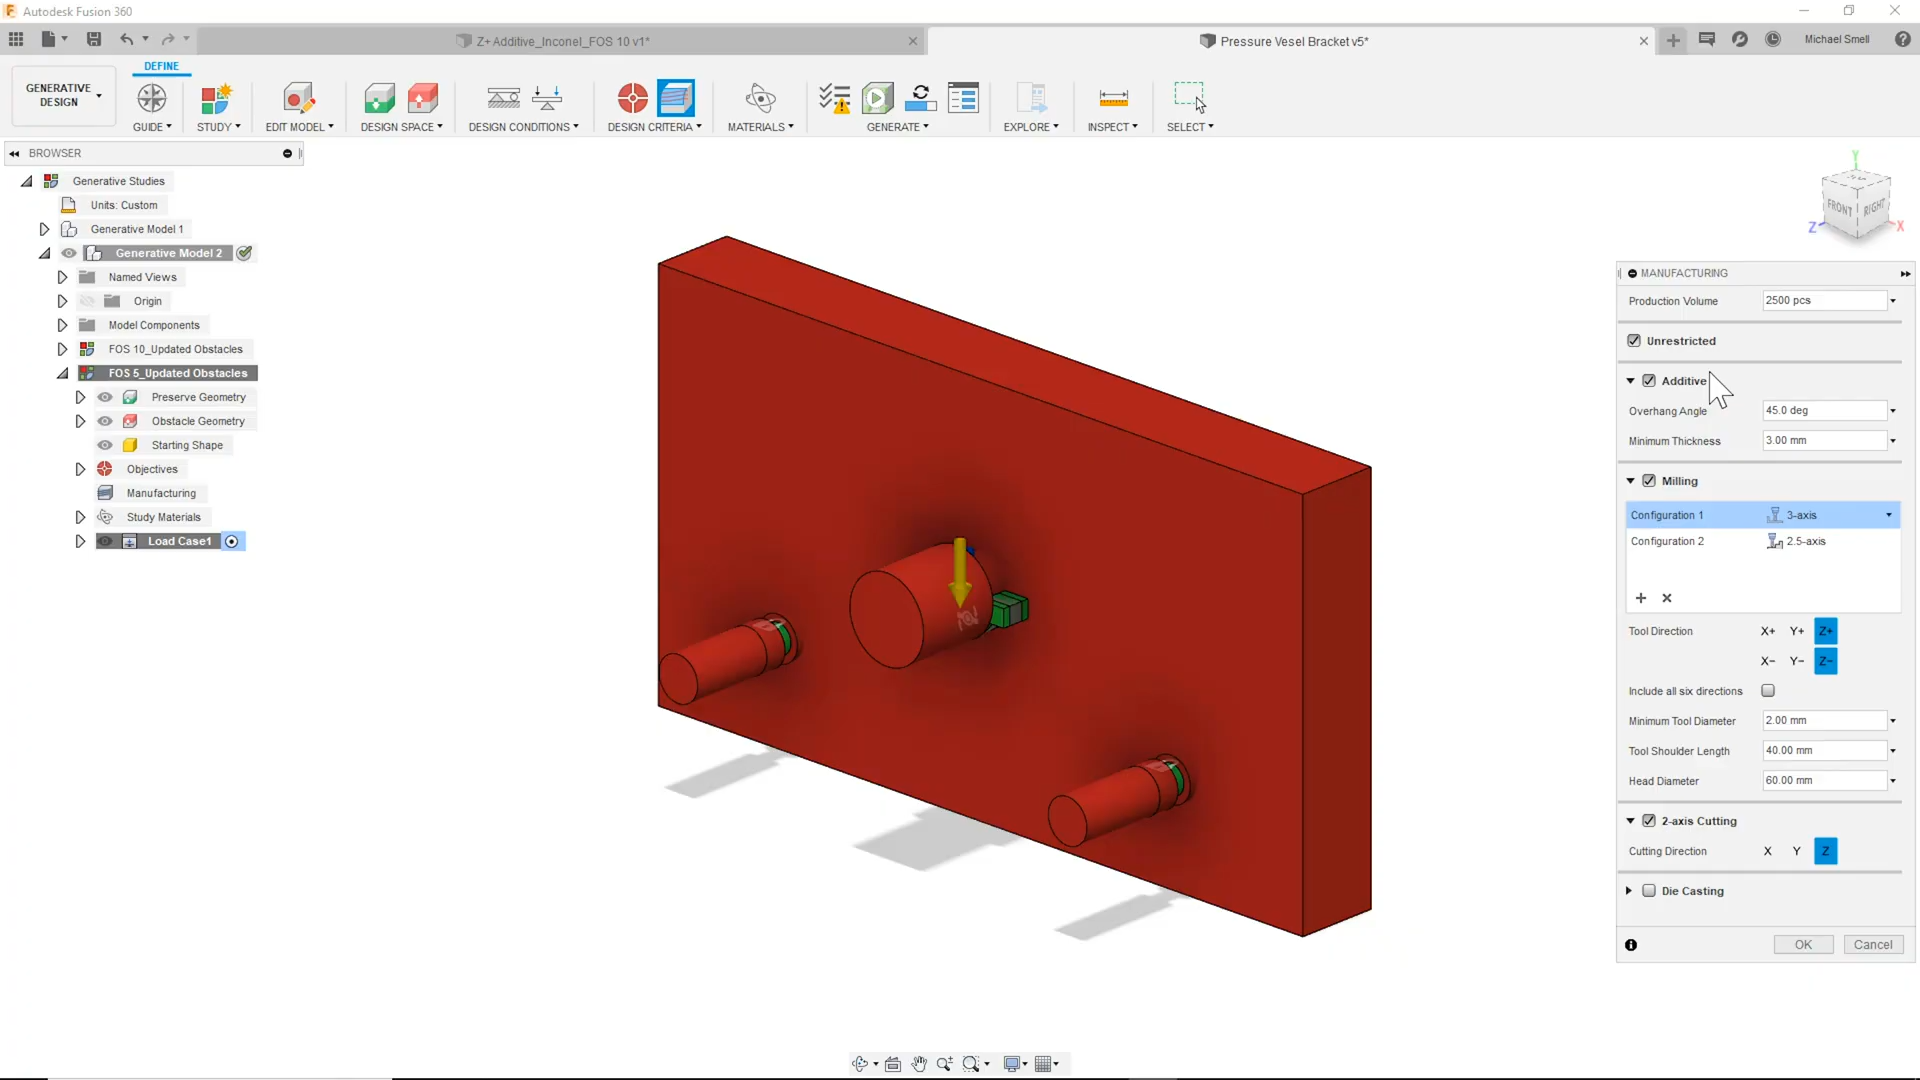 Autodesk Fusion 360
Z+ Additive_Inconel_FOS 10 v1*
Pressure Vesel Bracket v5*
Michael Smell
GENERATIVE
DESIGN
DEFINE
GUIDE
STUDY
EDIT MODEL
DESIGN SPACE
DESIGN CONDITIONS
DESIGN CRITERIA
MATERIALS
GENERATE
EXPLORE
INSPECT
SELECT
BROWSER
Generative Studies
Units: Custom
Generative Model 1
Generative Model 2
Named Views
Origin
Model Components
FOS 10_Updated Obstacles
FOS 5_Updated Obstacles
Preserve Geometry
Obstacle Geometry
Starting Shape
Objectives
Manufacturing
Study Materials
Load Case1
Y
TOP
FRONT
RIGHT
Z
X
MANUFACTURING
Production Volume 2500 pcs
Unrestricted
Additive
Overhang Angle 45.0 deg
Minimum Thickness 3.00 mm
Milling
Configuration 1 3-axis
Configuration 2 2.5-axis
Tool Direction X+ Y+ Z+
X- Y- Z-
Include all six directions
Minimum Tool Diameter 2.00 mm
Tool Shoulder Length 40.00 mm
Head Diameter 60.00 mm
2-axis Cutting
Cutting Direction X Y Z
Die Casting
OK Cancel